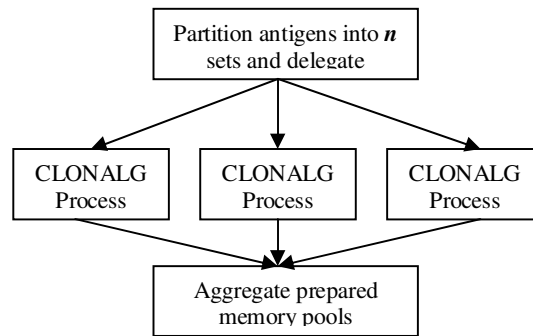 Partition antigens into n
sets and delegate
CLONALG
Process
CLONALG
Process
CLONALG
Process
Aggregate prepared
memory pools